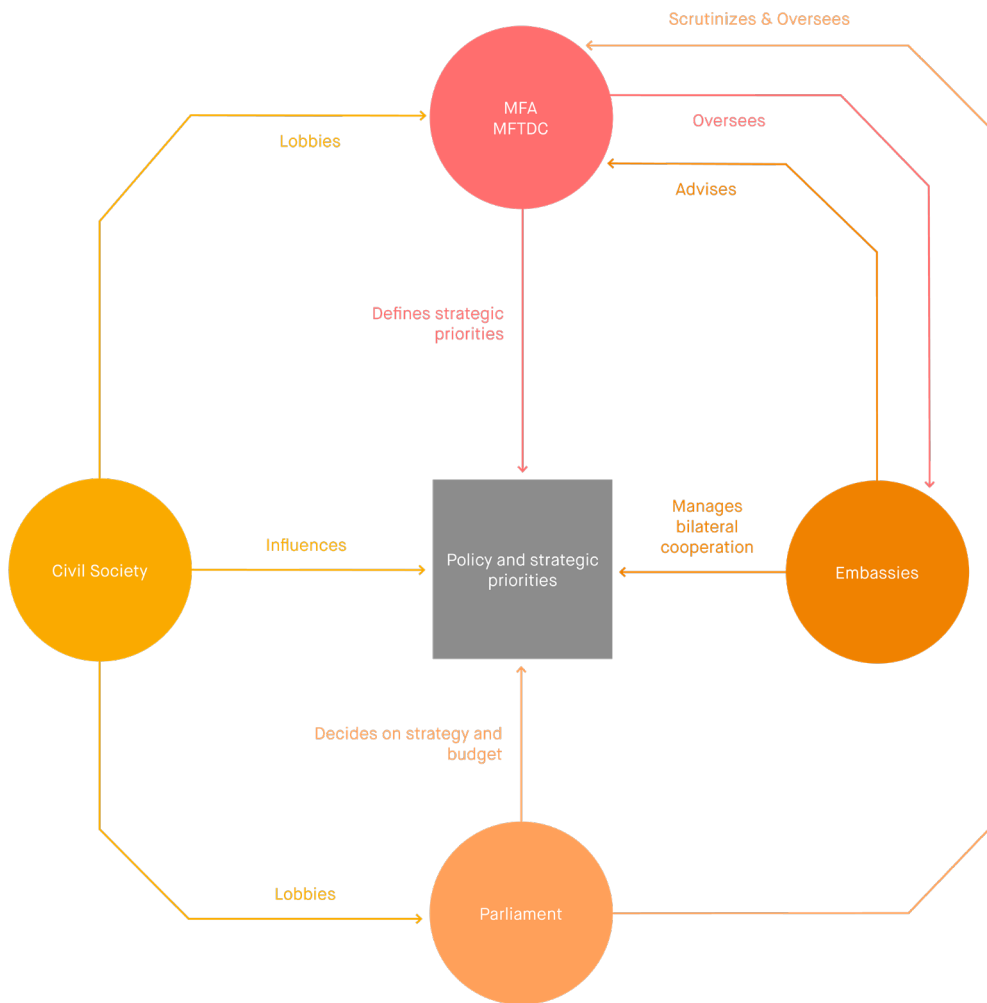 Scrutinizes & Oversees
MFA
MFTDC
Oversees
Lobbies
Advises
Defines strategic
priorities
Manages
bilateral
cooperation
Influences
Policy and strategic
priorities
Civil Society
Embassies
Decides on strategy and
budget
Lobbies
Parliament